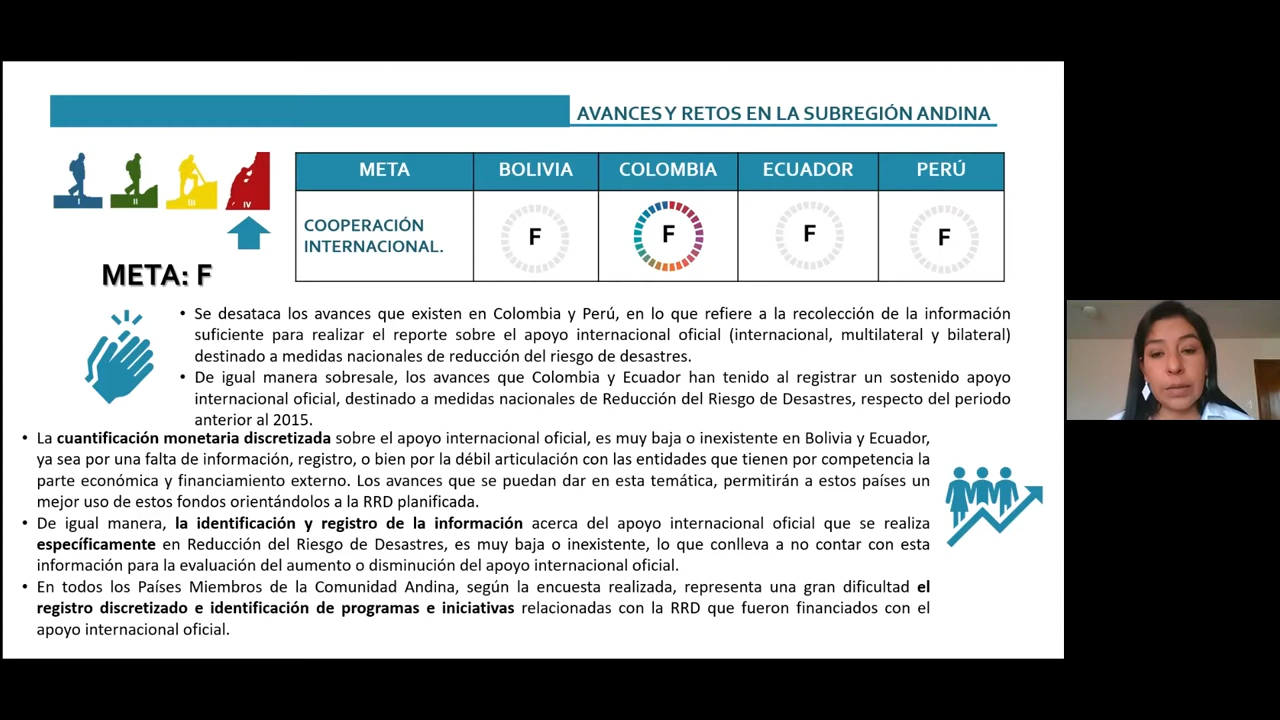 AVANCES Y RETOS EN LA SUBREGIÓN ANDINA
I II III IV
META: F
META BOLIVIA COLOMBIA ECUADOR PERÚ
COOPERACIÓN
INTERNACIONAL.
F F F F
• Se desataca los avances que existen en Colombia y Perú, en lo que refiere a la recolección de la información
suficiente para realizar el reporte sobre el apoyo internacional oficial (internacional, multilateral y bilateral)
destinado a medidas nacionales de reducción del riesgo de desastres.
• De igual manera sobresale, los avances que Colombia y Ecuador han tenido al registrar un sostenido apoyo
internacional oficial, destinado a medidas nacionales de Reducción del Riesgo de Desastres, respecto del periodo
anterior al 2015.
• La cuantificación monetaria discretizada sobre el apoyo internacional oficial, es muy baja o inexistente en Bolivia y Ecuador,
ya sea por una falta de información, registro, o bien por la débil articulación con las entidades que tienen por competencia la
parte económica y financiamiento externo. Los avances que se puedan dar en esta temática, permitirán a estos países un
mejor uso de estos fondos orientándolos a la RRD planificada.
• De igual manera, la identificación y registro de la información acerca del apoyo internacional oficial que se realiza
específicamente en Reducción del Riesgo de Desastres, es muy baja o inexistente, lo que conlleva a no contar con esta
información para la evaluación del aumento o disminución del apoyo internacional oficial.
• En todos los Países Miembros de la Comunidad Andina, según la encuesta realizada, representa una gran dificultad el
registro discretizado e identificación de programas e iniciativas relacionadas con la RRD que fueron financiados con el
apoyo internacional oficial.